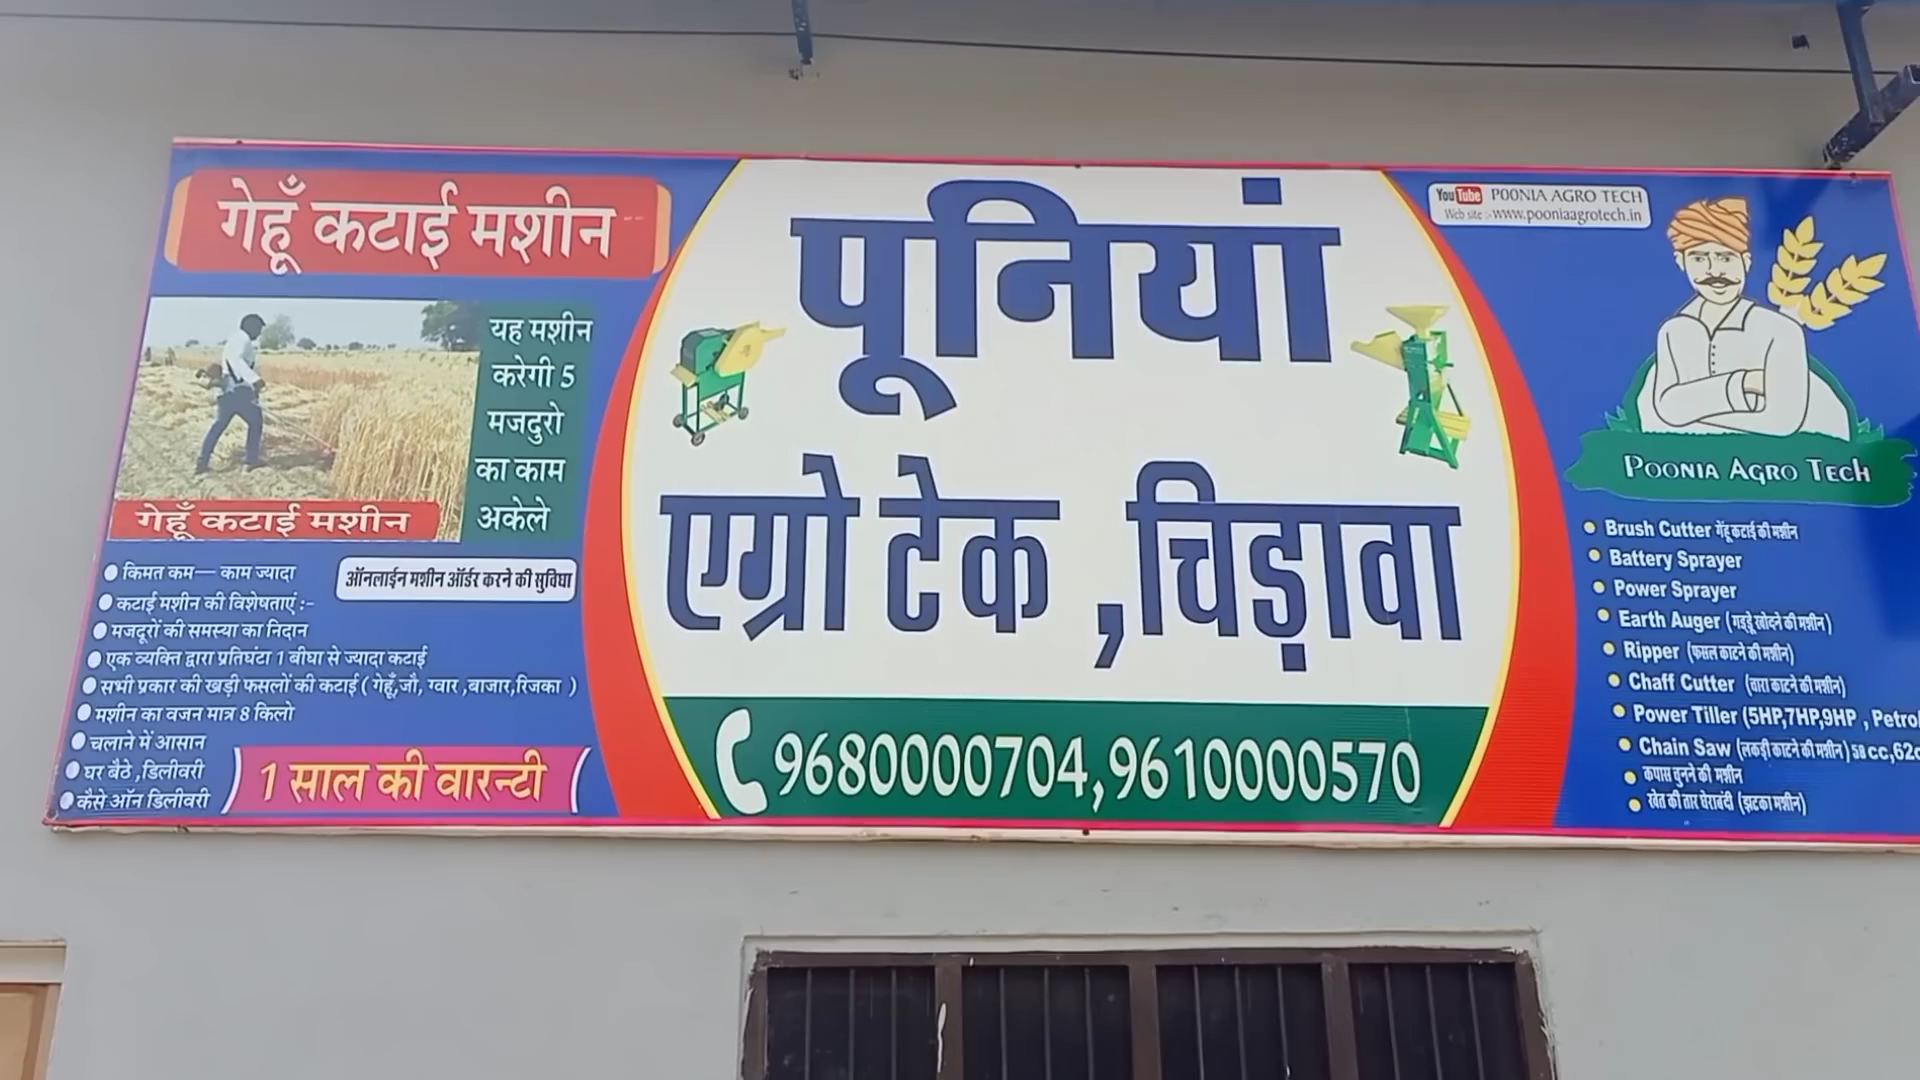 गेहूँ कटाई मशीन
यह मशीन
करेगी 5
मजदुरो
का काम
अकेले
गेहूँ कटाई मशीन
ऑनलाईन मशीन ऑर्डर करने की सुविघा
किमत कम— काम ज्यादा
कटाई मशीन की विशेषताएं :-
मजदूरों की समस्या का निदान
एक व्यक्ति द्वारा प्रतिघंटा 1 बीघा से ज्यादा कटाई
सभी प्रकार की खड़ी फसलों की कटाई ( गेहूँ,जौ, ग्वार ,बाजार,रिजका )
मशीन का वजन मात्र 8 किलो
चलाने में आसान
घर बैठे ,डिलीवरी
कैसे ऑन डिलीवरी
1 साल की वारन्टी
पूनियां
एग्रो टेक ,चिड़ावा
9680000704,9610000570
YouTube POONIA AGRO TECH
Web site :-www.pooniaagrotech.in
POONIA AGRO TECH
Brush Cutter गेंहू कटाई की मशीन
Battery Sprayer
Power Sprayer
Earth Auger (गड्डे खोदने की मशीन)
Ripper (फसल काटने की मशीन)
Chaff Cutter (चारा काटने की मशीन)
Power Tiller (5HP,7HP,9HP , Petrol
Chain Saw (लकड़ी काटने की मशीन) 58 cc,62c
कपास चुनने की मशीन
खेत की तार घेराबंदी (झटका मशीन)